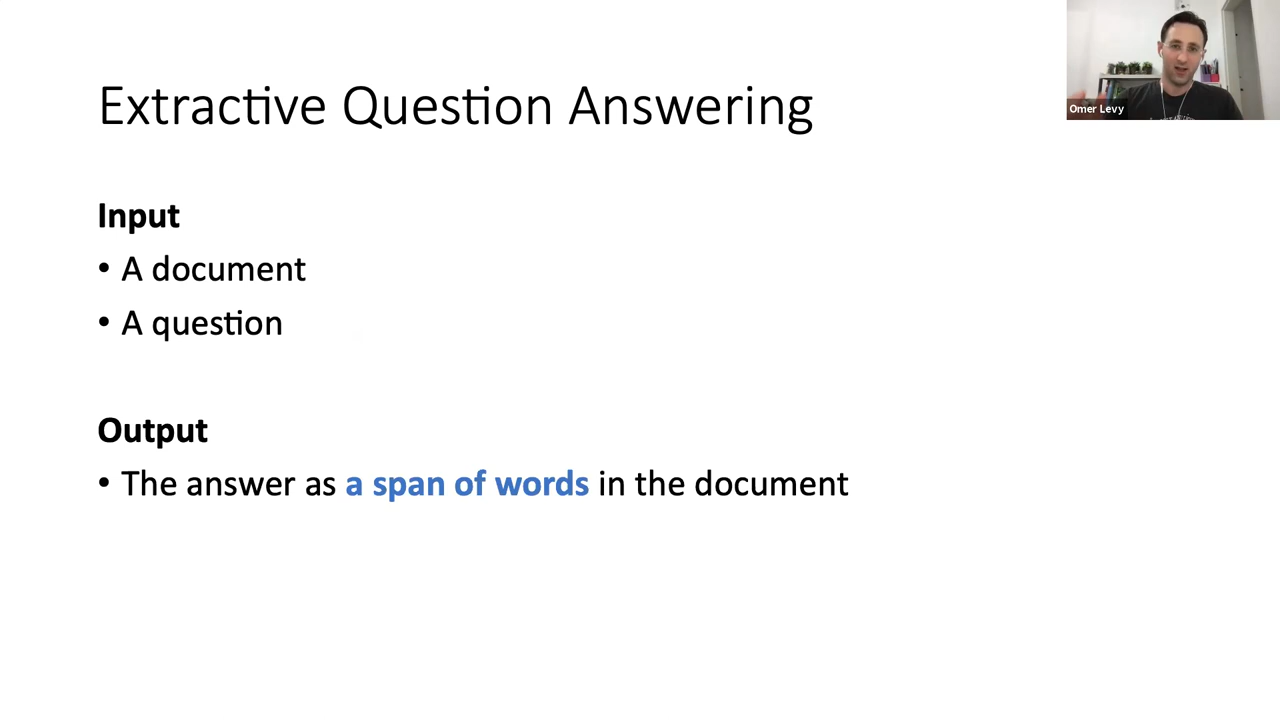 Extractive Question Answering
Omer Levy
Input
• A document
• A question
Output
• The answer as a span of words in the document